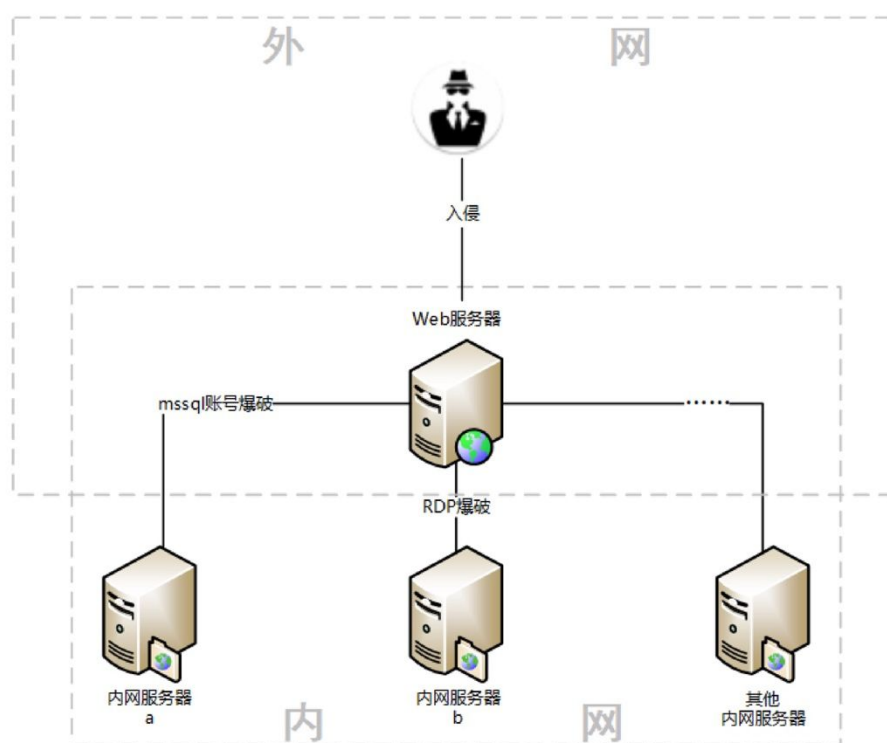 外 网
入侵
Web服务器
mssql账号爆破
······
RDP爆破
内网服务器
a
内网服务器
b
其他
内网服务器
内 网